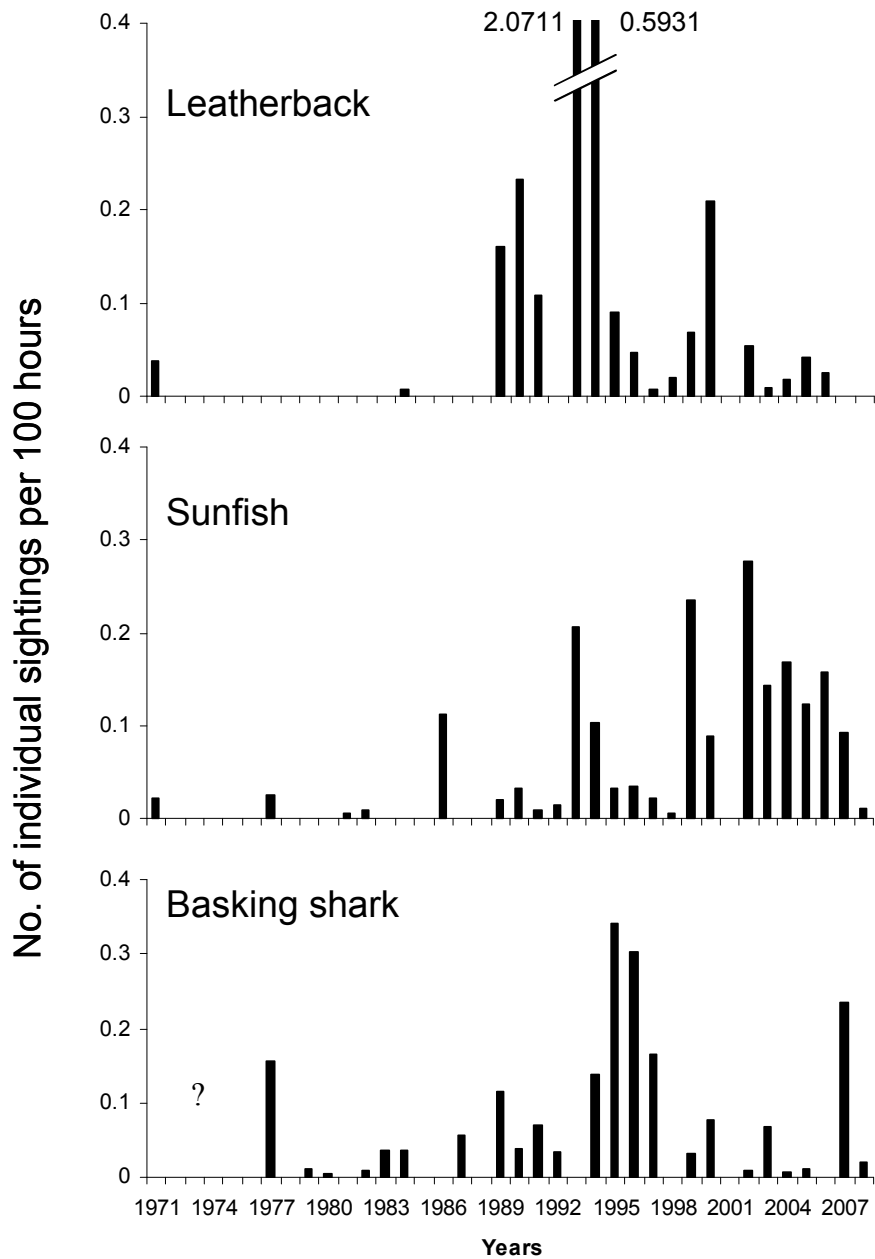 No. of individual sightings per 100 hours
0.4
0.3
0.2
0.1
0
2.0711 0.5931
Leatherback
0.4
0.3
0.2
0.1
0
Sunfish
0.4
0.3
0.2
0.1
0
Basking shark
?
1971 1974 1977 1980 1983 1986 1989 1992 1995 1998 2001 2004 2007
Years